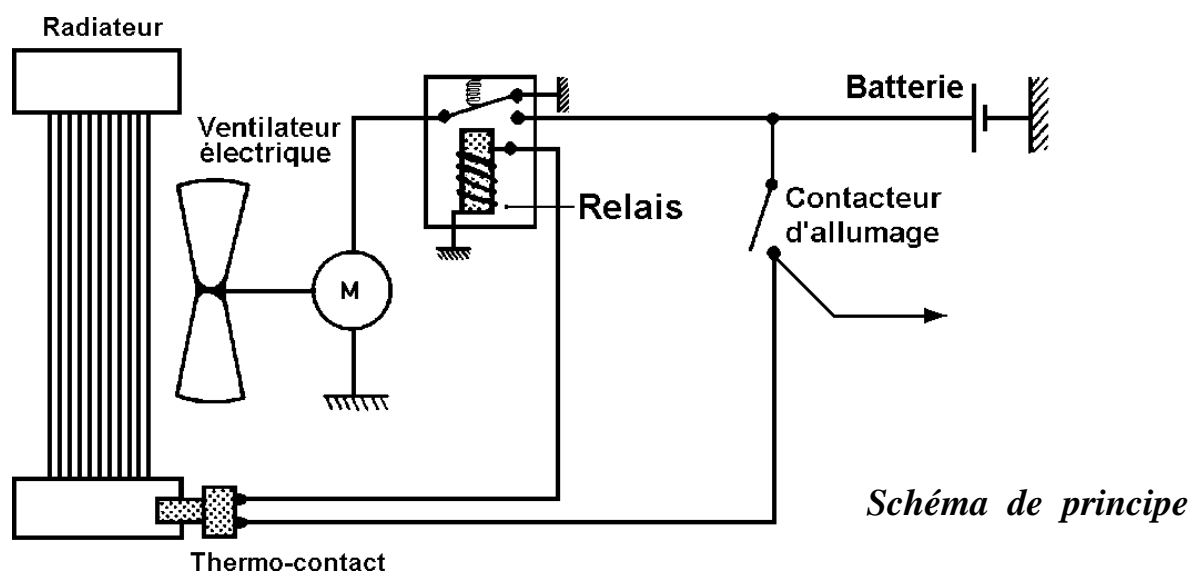 Radiateur
Ventilateur
électrique
Batterie
Relais
Contacteur
d'allumage
M
Schéma de principe
Thermo-contact